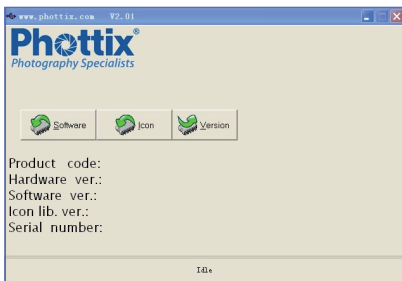 www.phottix.com V2.01
Phottix®
Photography Specialists
Software Icon Version
Product code:
Hardware ver.:
Software ver.:
Icon lib. ver.:
Serial number:
Idle